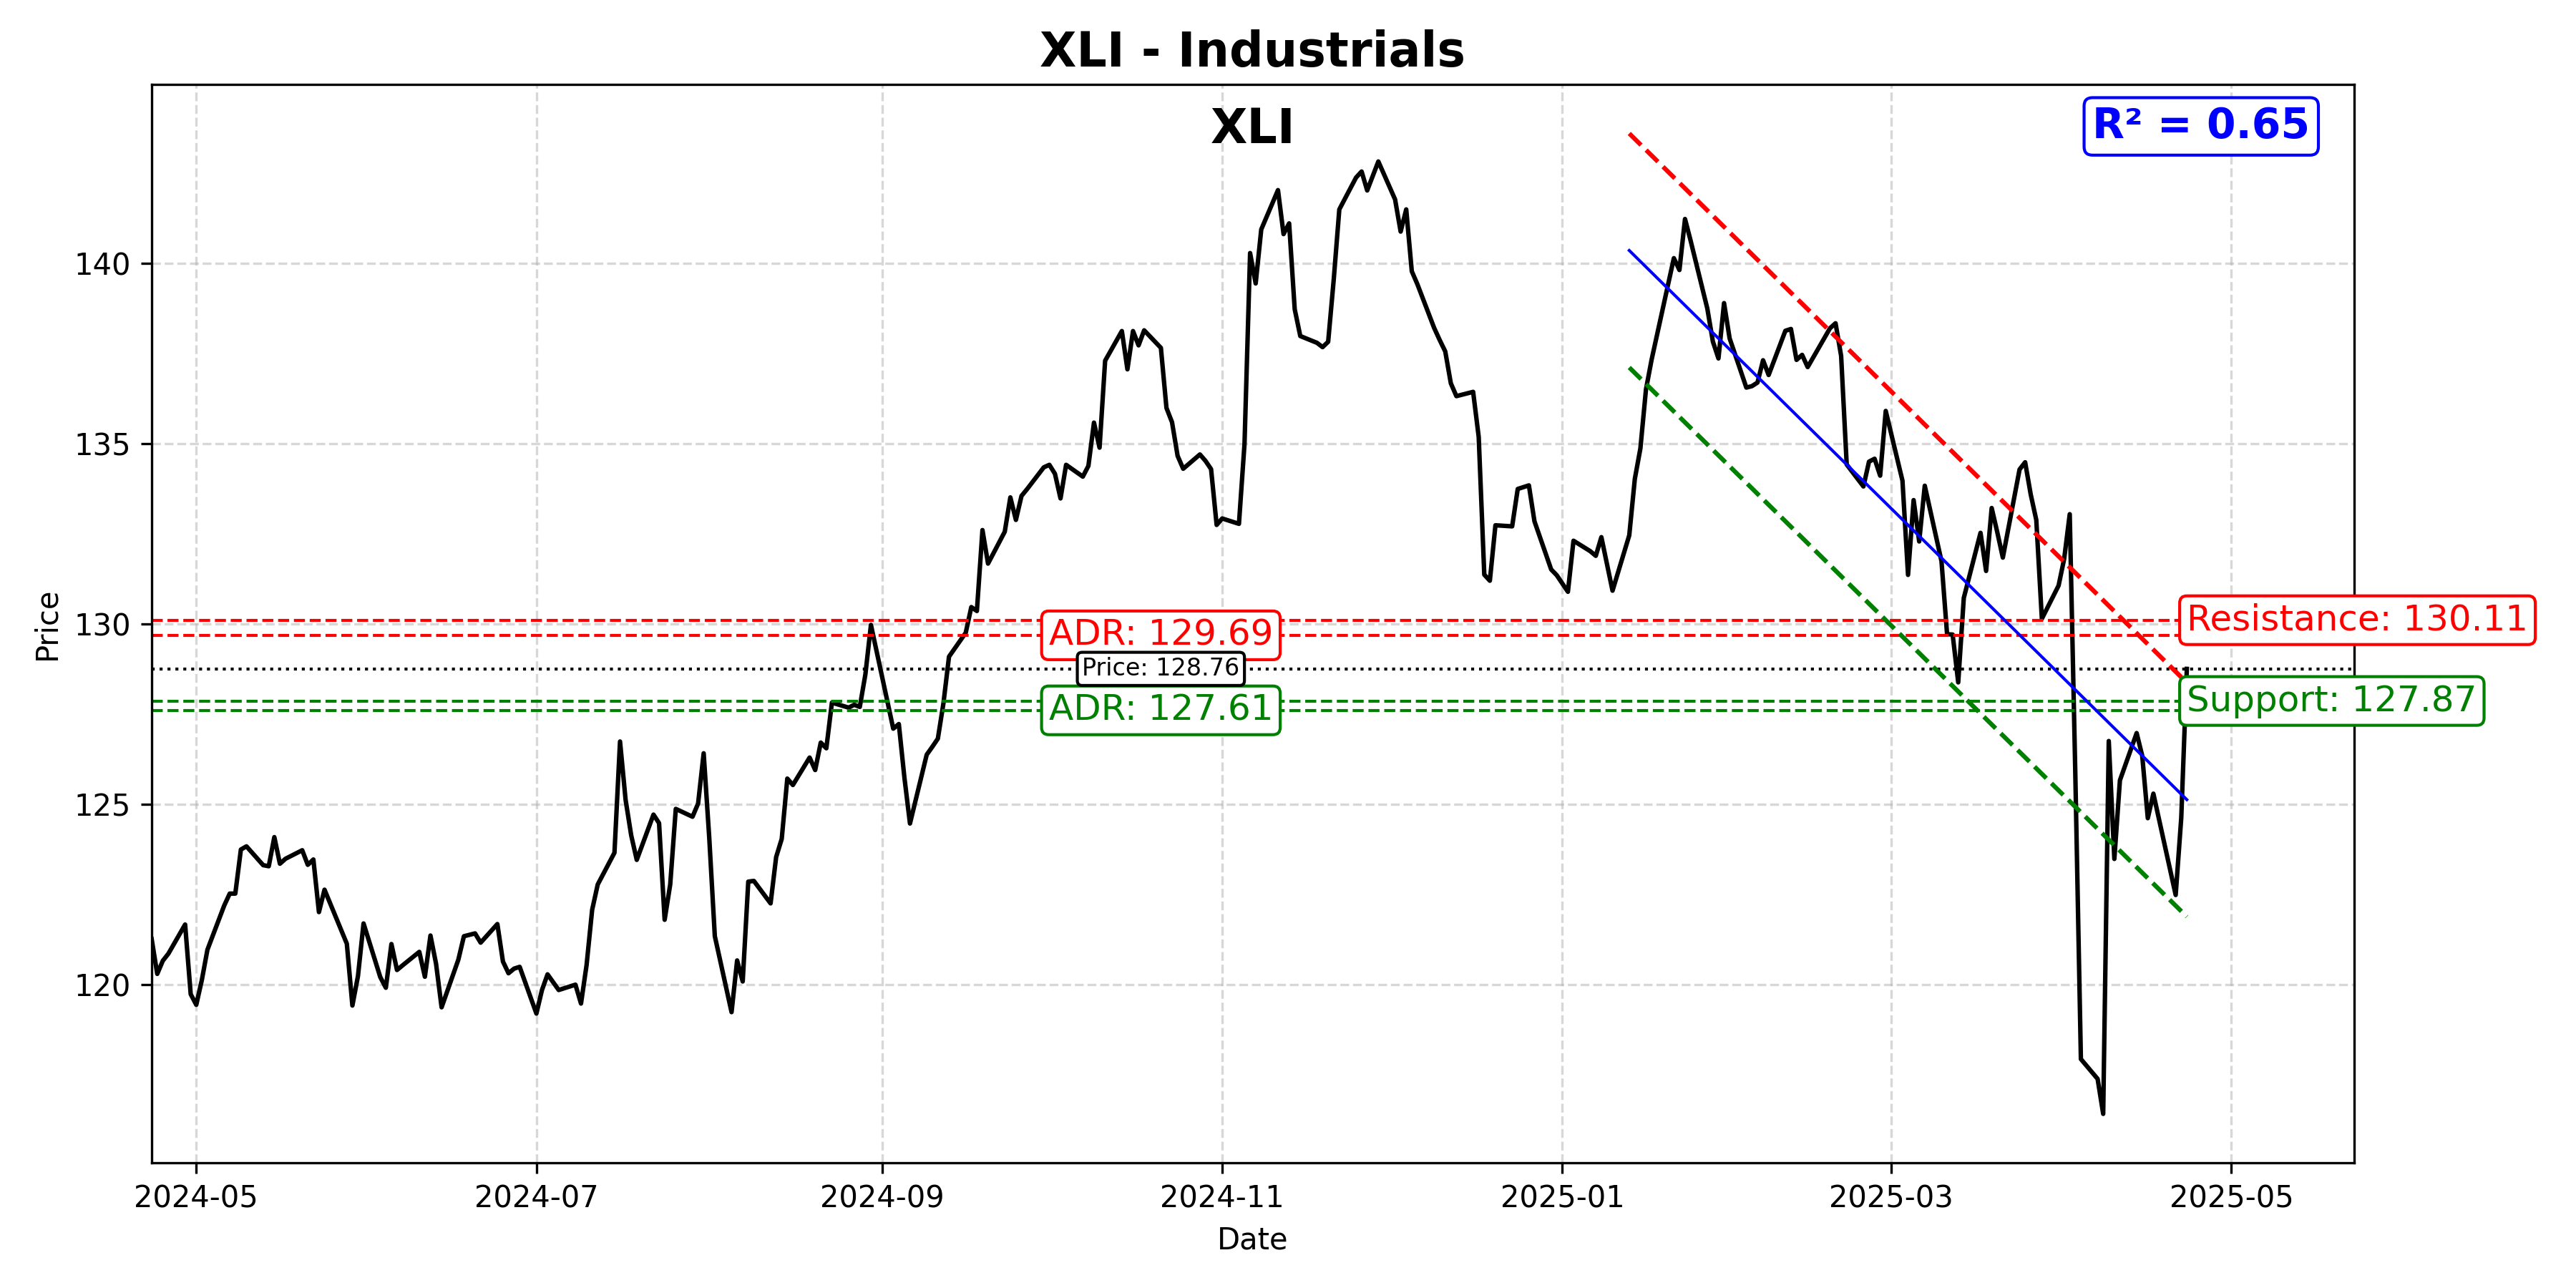 XLI - Industrials
XLI
R² = 0.65
140
135
130
125
120
Price
ADR: 129.69
Price: 128.76
ADR: 127.61
Resistance: 130.11
Support: 127.87
2024-05
2024-07
2024-09
2024-11
2025-01
2025-03
2025-05
Date